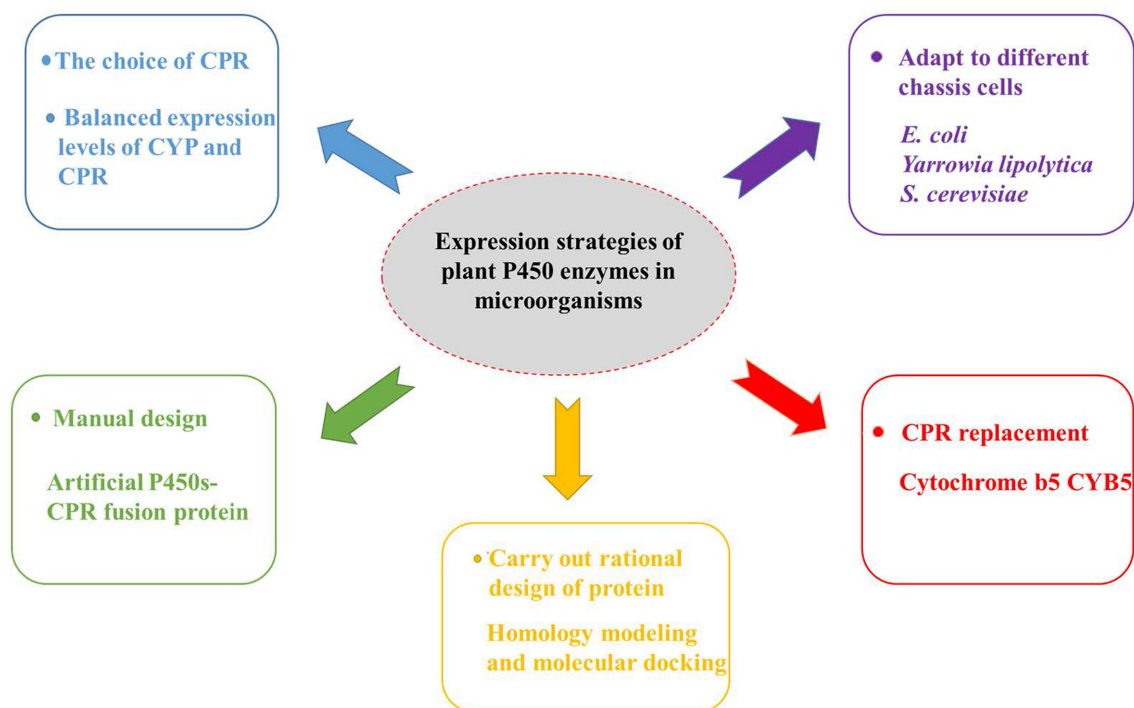 • The choice of CPR
• Balanced expression
levels of CYP and
CPR
• Adapt to different
chassis cells
E. coli
Yarrowia lipolytica
S. cerevisiae
Expression strategies of
plant P450 enzymes in
microorganisms
• Manual design
Artificial P450s-
CPR fusion protein
• Carry out rational
design of protein
Homology modeling
and molecular docking
• CPR replacement
Cytochrome b5 CYB5